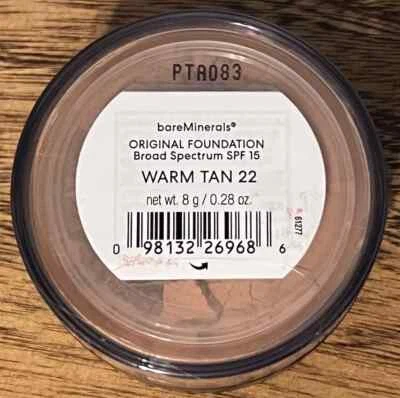 PTA083
bareMinerals®
ORIGINAL FOUNDATION
Broad Spectrum SPF 15
WARM TAN 22
net wt. 8 g / 0.28 oz.
61277
0 98132 26968 6